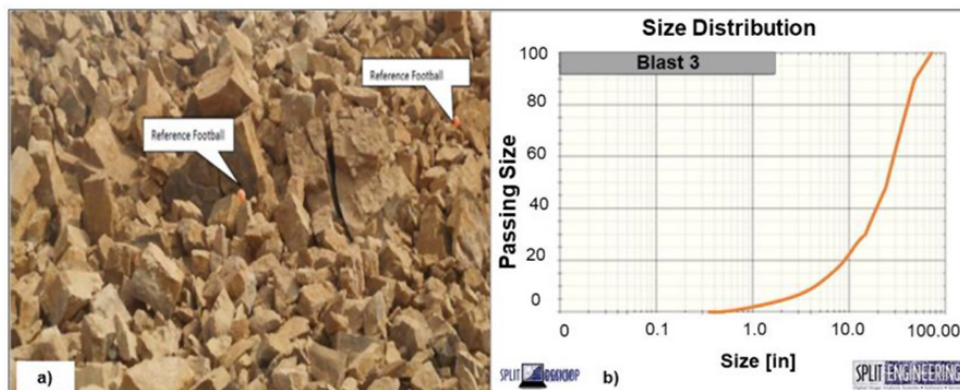 Reference Football
Reference Football
a)
Size Distribution
Blast 3
Passing Size
100
80
60
40
20
0
0 0.1 1.0 10.0 100.00
Size [in]
b)
SPLIT ENGINEERING